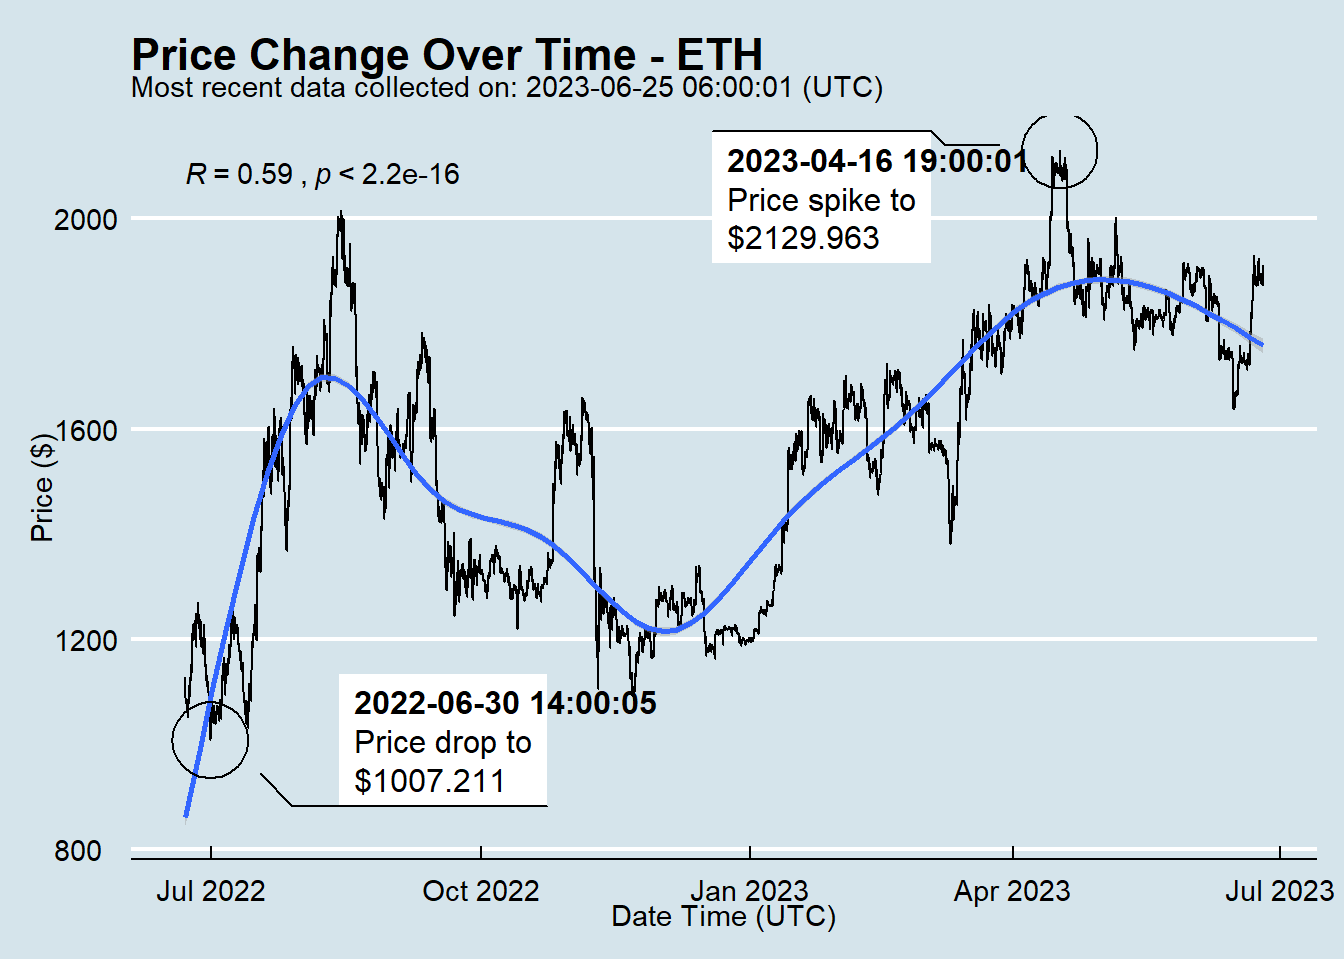 Price Change Over Time - ETH
Most recent data collected on: 2023-06-25 06:00:01 (UTC)
R = 0.59 , p < 2.2e-16
2023-04-16 19:00:01
Price spike to
$2129.963
2000
1600
1200
800
Price ($)
2022-06-30 14:00:05
Price drop to
$1007.211
Jul 2022
Oct 2022
Jan 2023
Apr 2023
Jul 2023
Date Time (UTC)